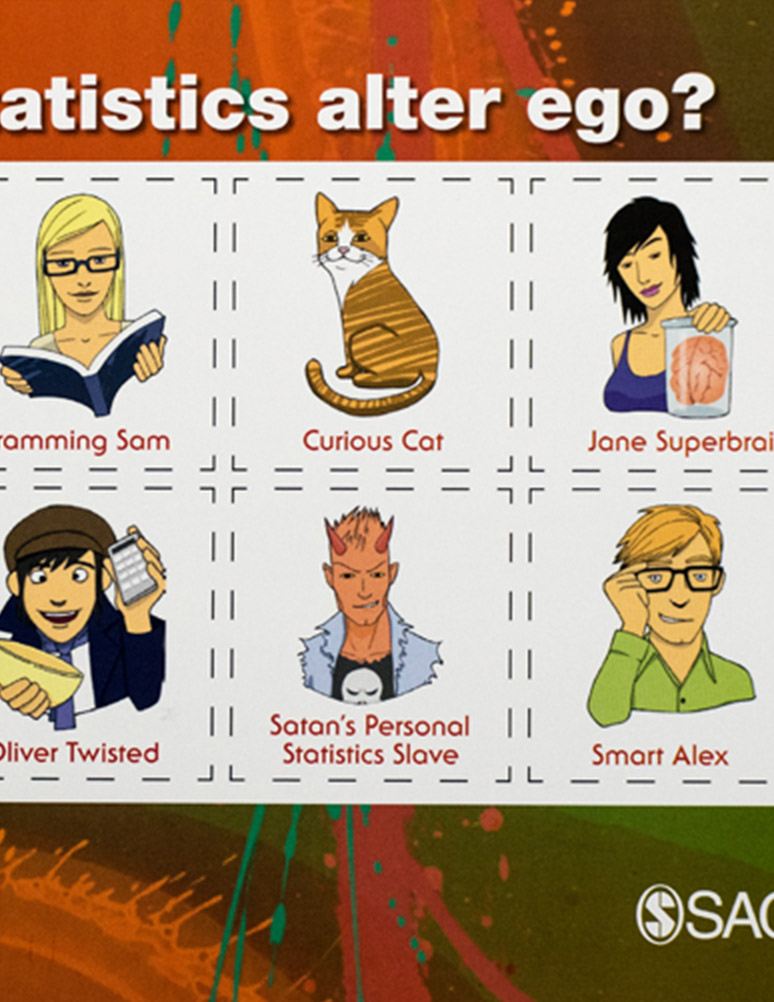 atistics alter ego?
ramming Sam
Curious Cat
Jane Superbrai
Oliver Twisted
Satan's Personal
Statistics Slave
Smart Alex
SAG